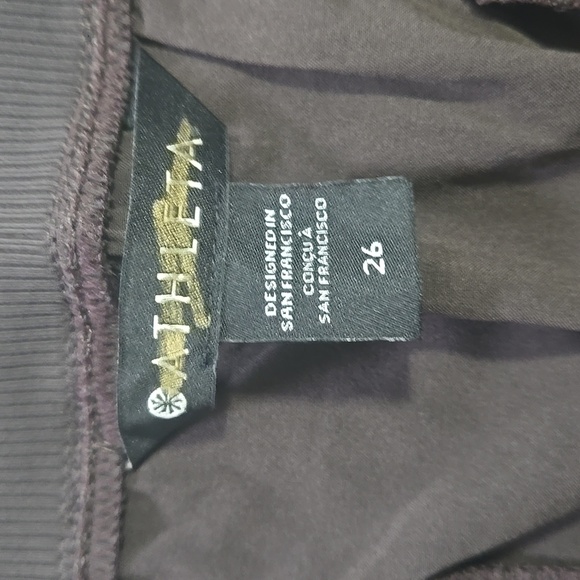 ATHLETA
DESIGNED IN
SAN FRANCISCO
CONÇU À
SAN FRANCISCO
26